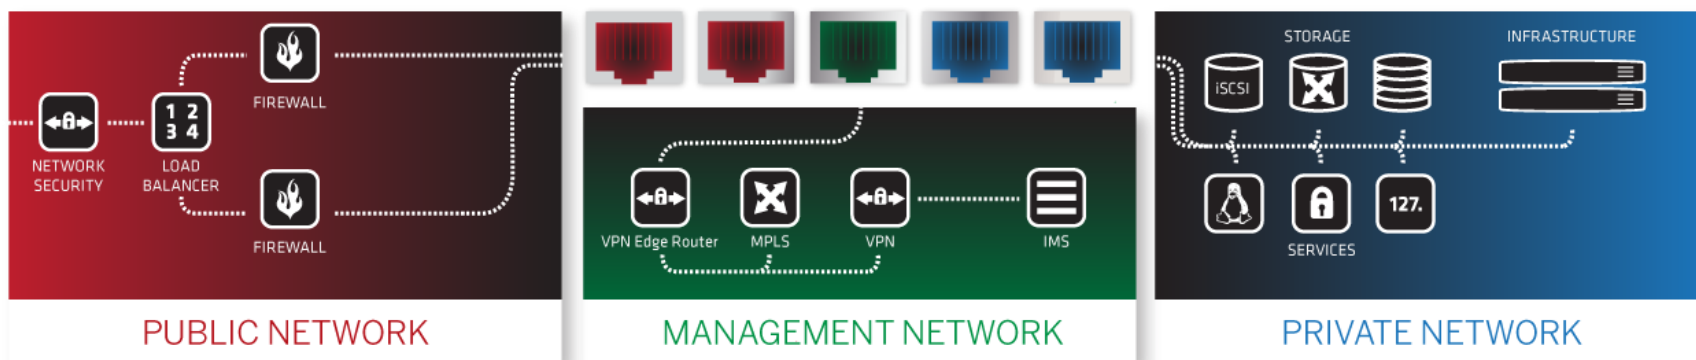 FIREWALL
NETWORK
SECURITY
1 2
3 4
LOAD
BALANCER
FIREWALL
PUBLIC NETWORK
VPN Edge Router
MPLS
VPN
IMS
MANAGEMENT NETWORK
STORAGE
INFRASTRUCTURE
iSCSI
127.
SERVICES
PRIVATE NETWORK